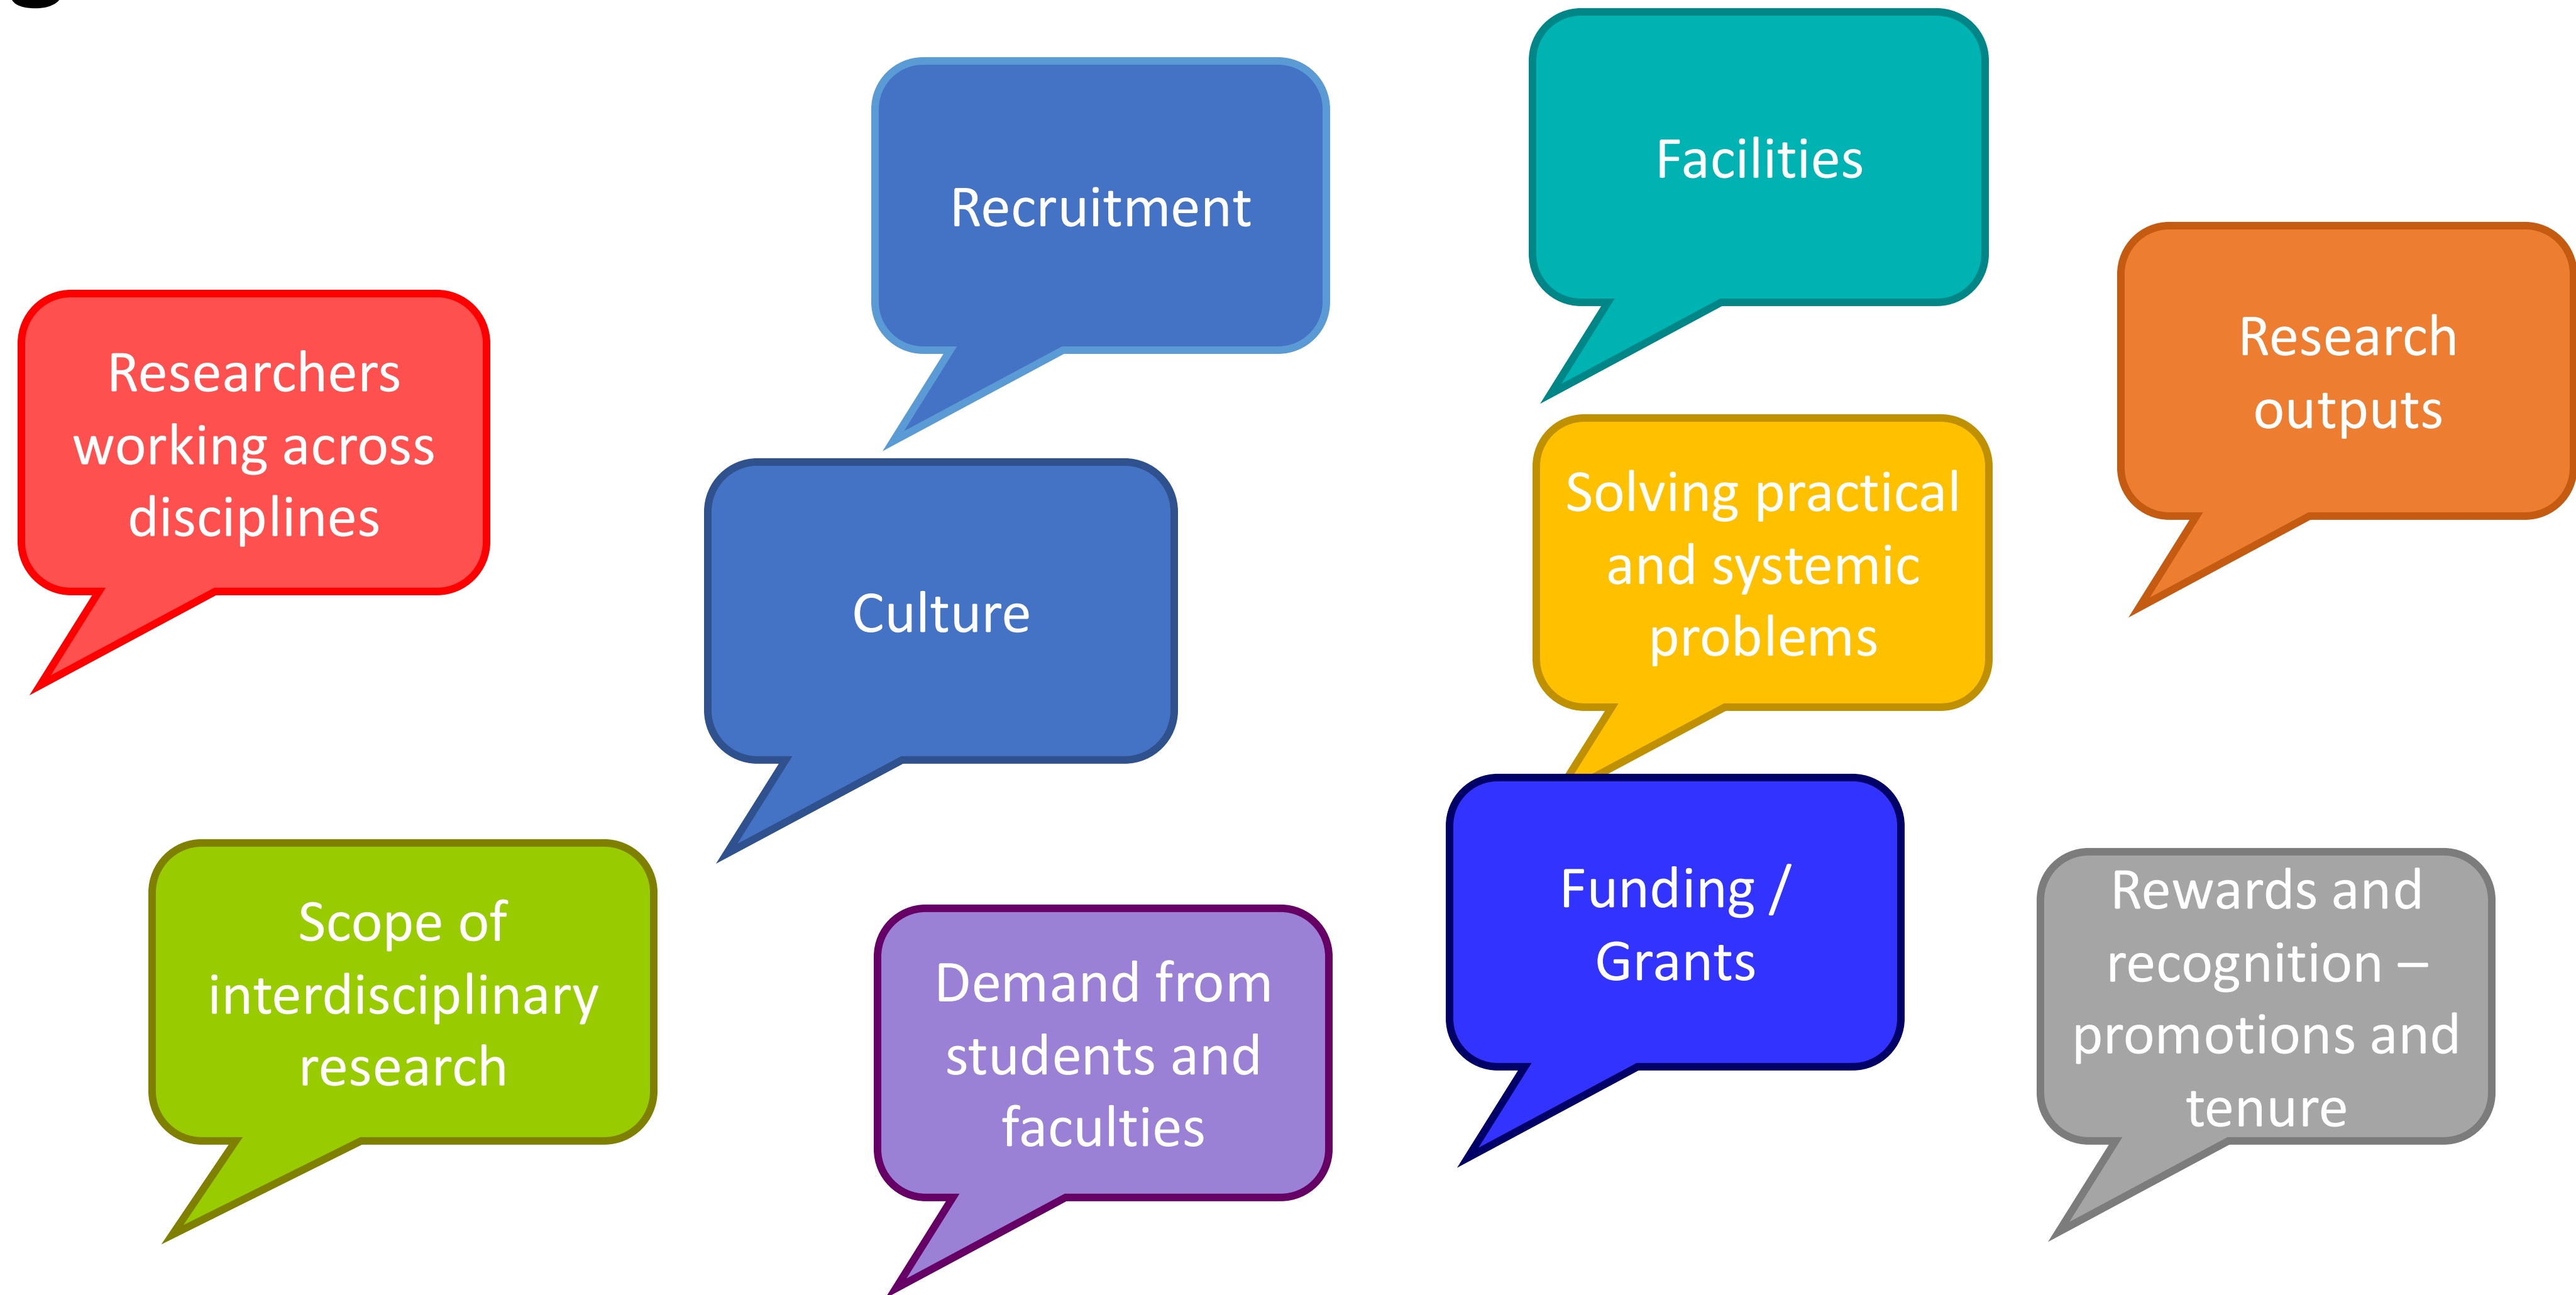 Recruitment
Facilities
Researchers
working across
disciplines
Research
outputs
Culture
Solving practical
and systemic
problems
Scope of
interdisciplinary
research
Demand from
students and
faculties
Funding /
Grants
Rewards and
recognition –
promotions and
tenure